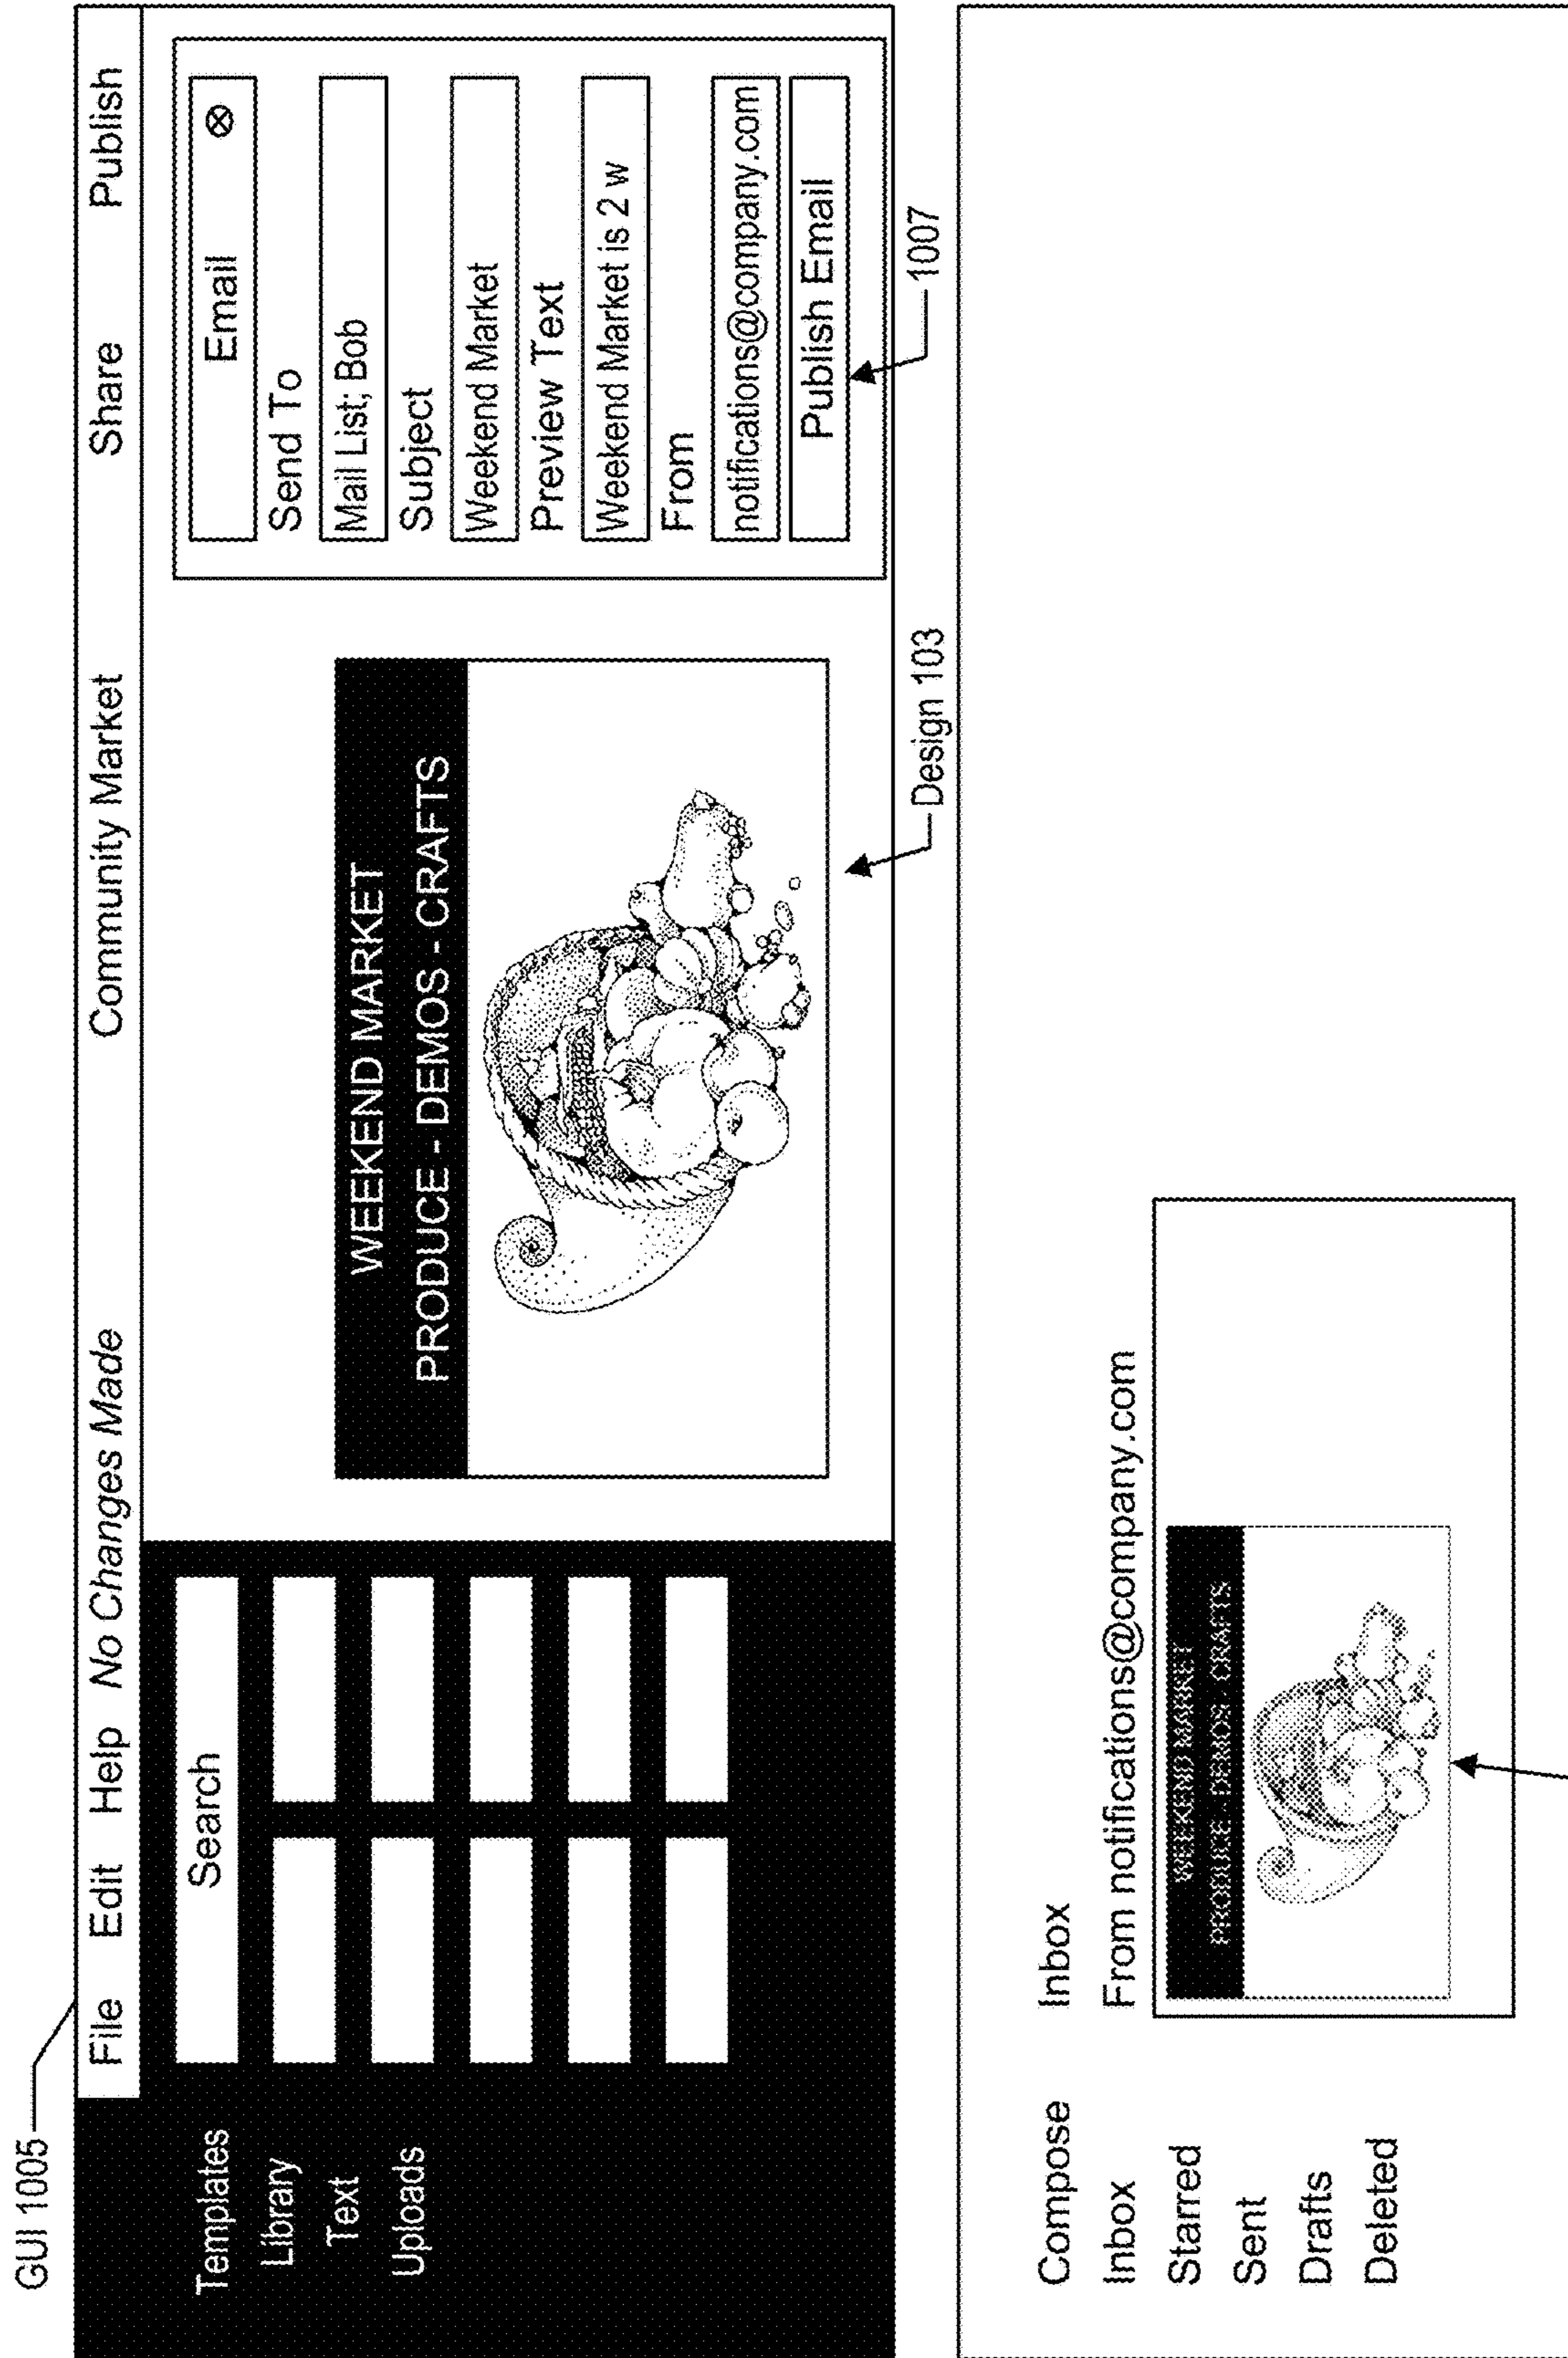 GUI 1005
File Edit Help No Changes Made Community Market Share Publish
Templates
Library
Text
Uploads
Search
WEEKEND MARKET
PRODUCE - DEMOS - CRAFTS
Email ⊗
Send To
Mail List; Bob
Subject
Weekend Market
Preview Text
Weekend Market is 2 w
From
notifications@company.com
Publish Email
1007
Design 103
Compose
Inbox
Starred
Sent
Drafts
Deleted
Inbox
From notifications@company.com
WEEKEND MARKET
PRODUCE - DEMOS - CRAFTS